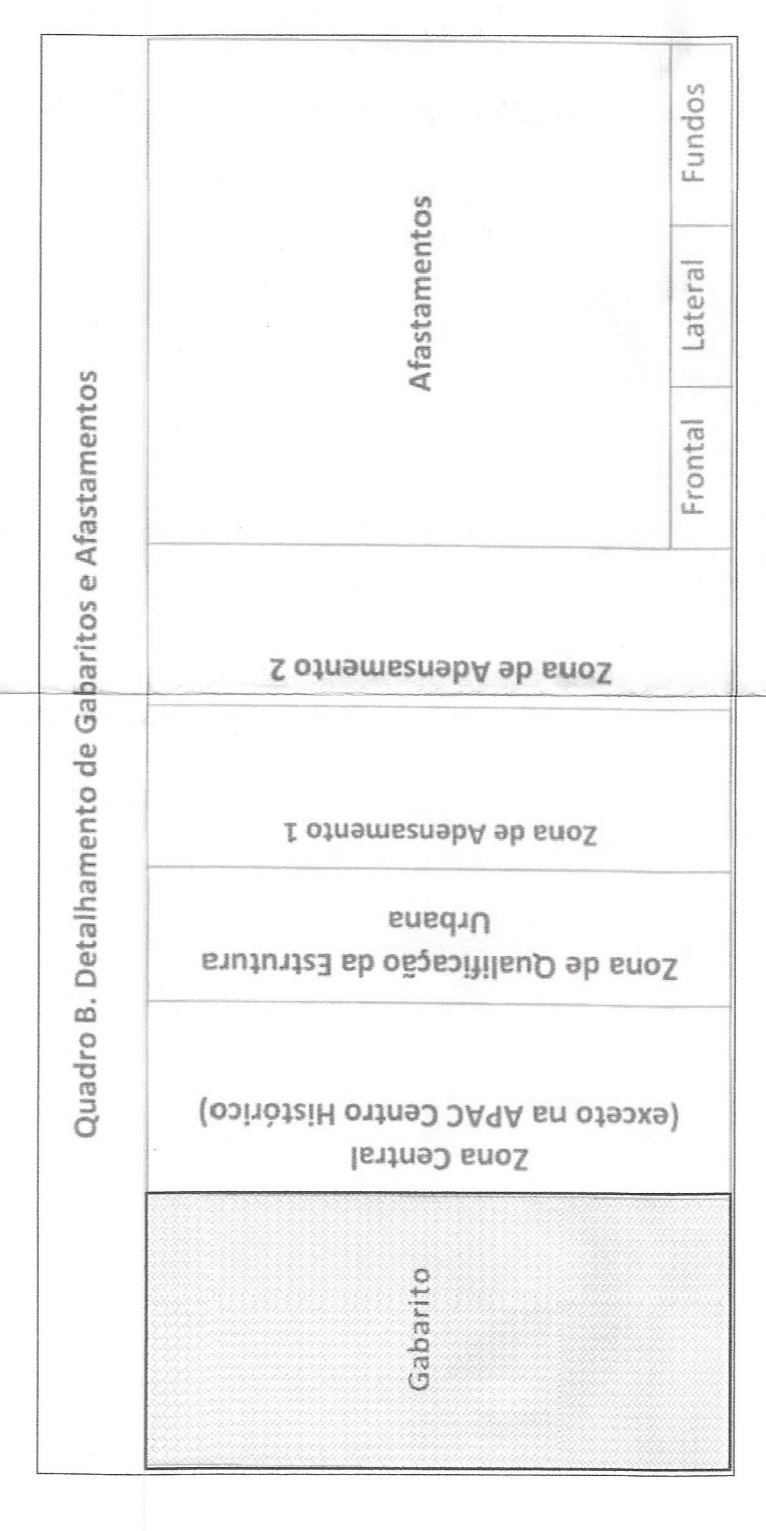 Quadro B. Detalhamento de Gabaritos e Afastamentos
Gabarito
Zona Central
(exceto na APAC Centro Histórico)
Zona de Qualificação da Estrutura
Urbana
Zona de Adensamento 1
Zona de Adensamento 2
Afastamentos
Frontal
Lateral
Fundos